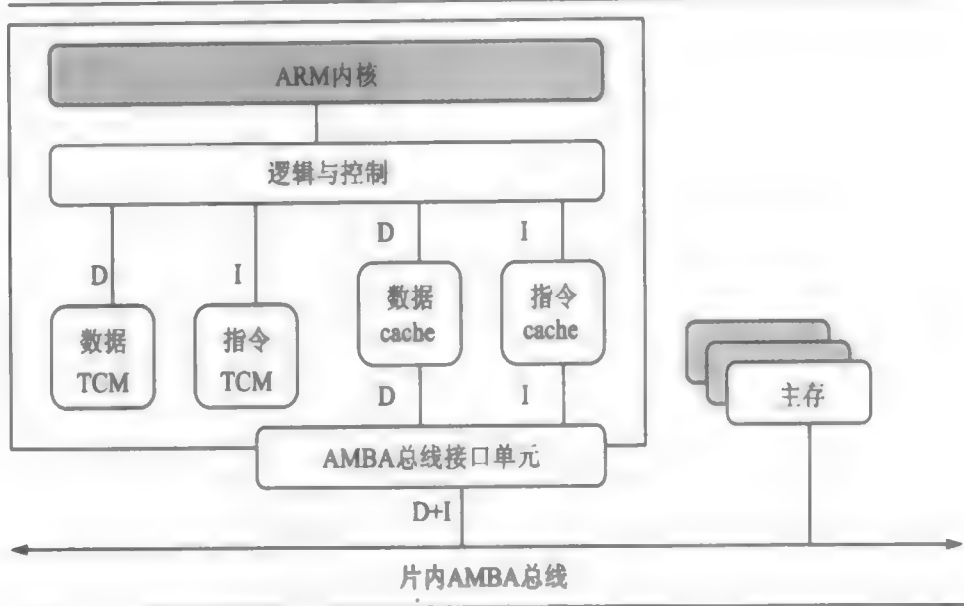 ARM内核
逻辑与控制
D
I
D
I
数据
TCM
指令
TCM
数据
cache
指令
cache
D
I
主存
AMBA总线接口单元
D+I
片内AMBA总线